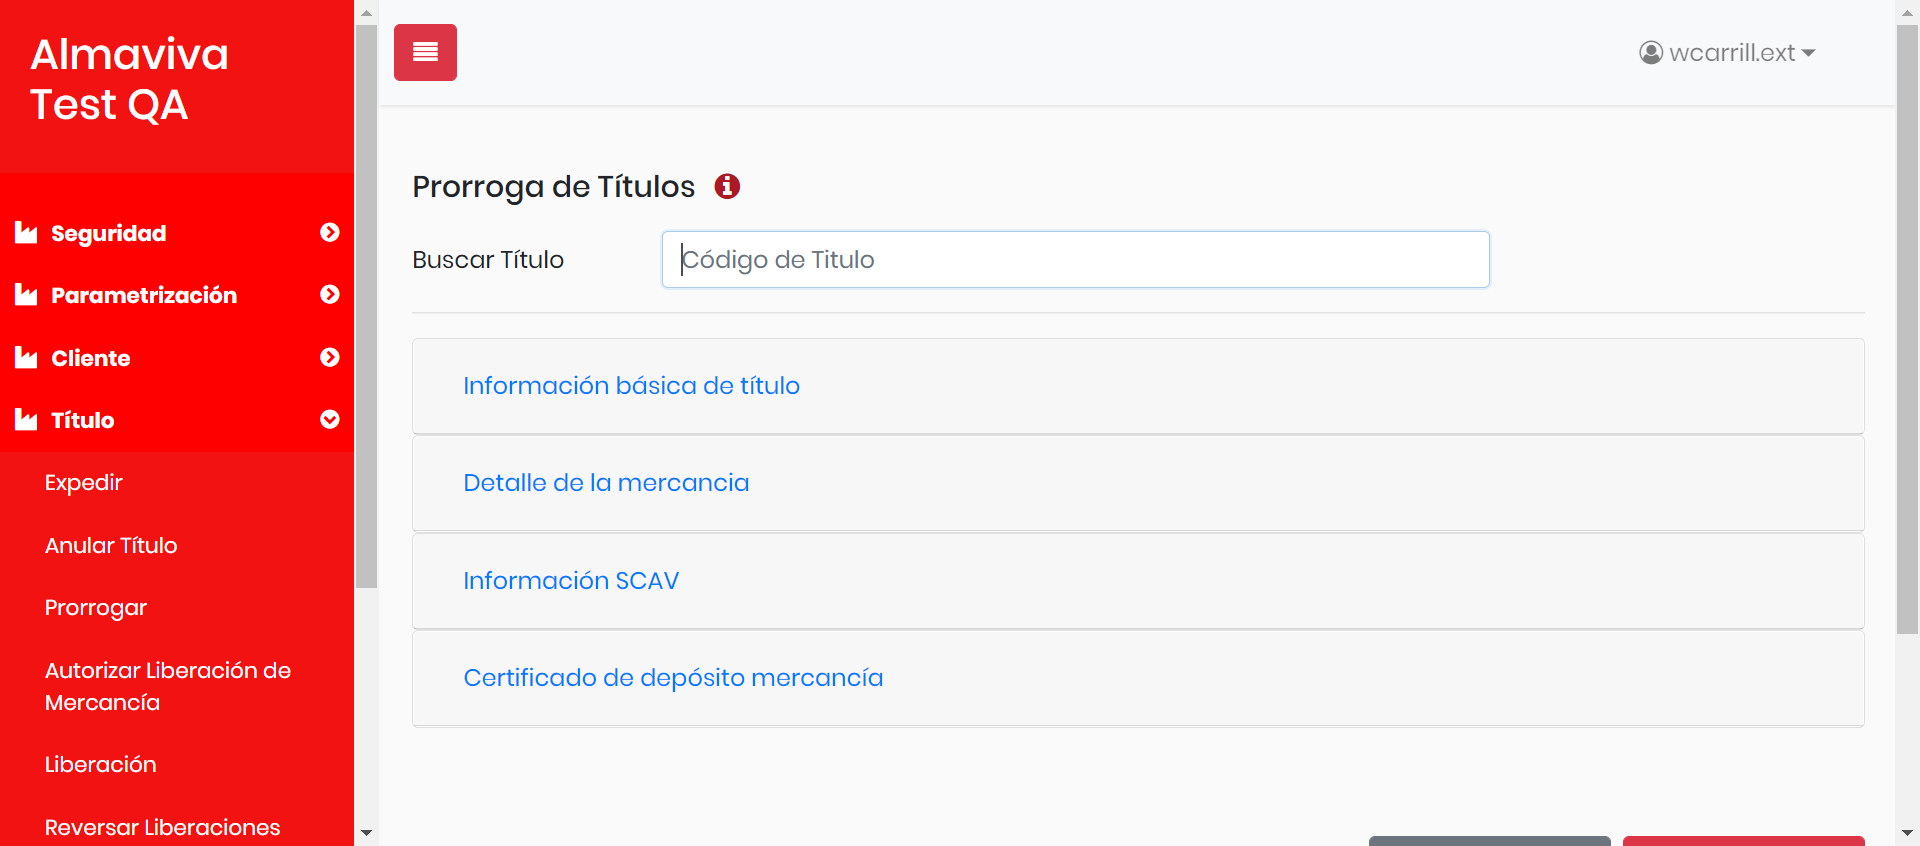 Almaviva
Test QA
Seguridad
Parametrización
Cliente
Título
Expedir
Anular Título
Prorrogar
Autorizar Liberación de
Mercancía
Liberación
Reversar Liberaciones
wcarrill.ext
Prorroga de Títulos
Buscar Título
Código de Titulo
Información básica de título
Detalle de la mercancia
Información SCAV
Certificado de depósito mercancía